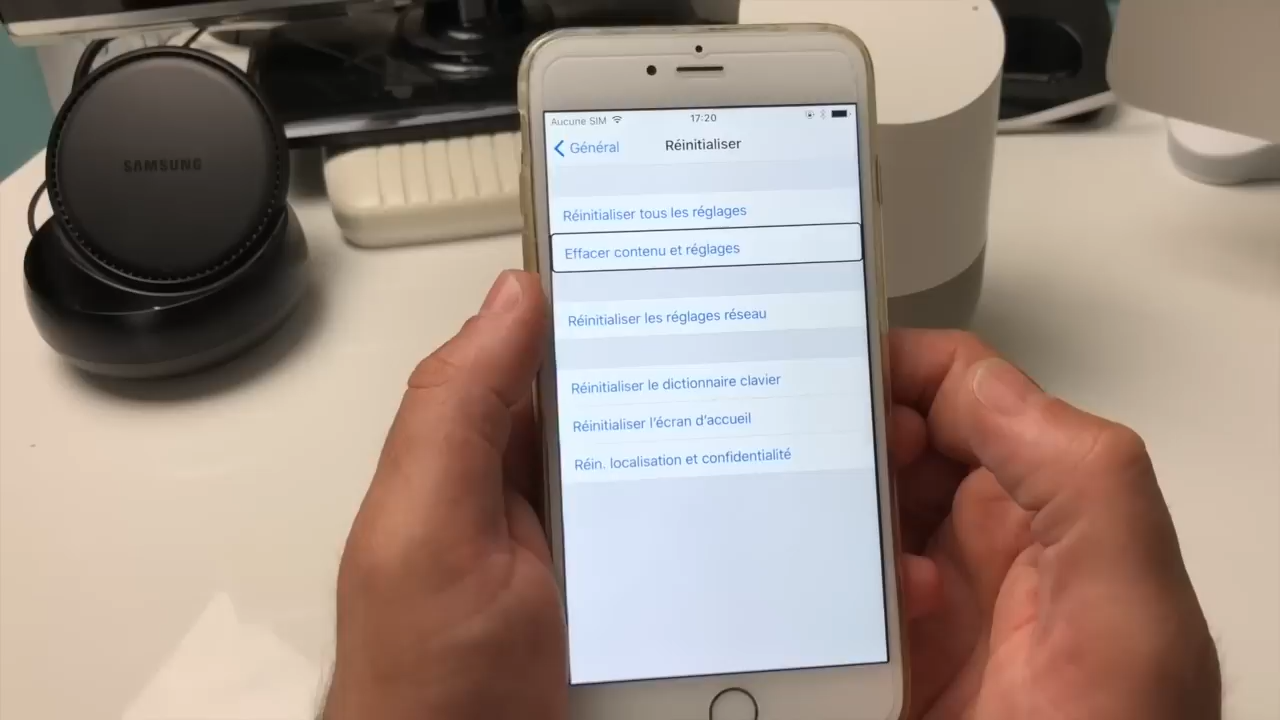 SAMSUNG
Aucune SIM 17:20
Général Réinitialiser
Réinitialiser tous les réglages
Effacer contenu et réglages
Réinitialiser les réglages réseau
Réinitialiser le dictionnaire clavier
Réinitialiser l’écran d’accueil
Réin. localisation et confidentialité